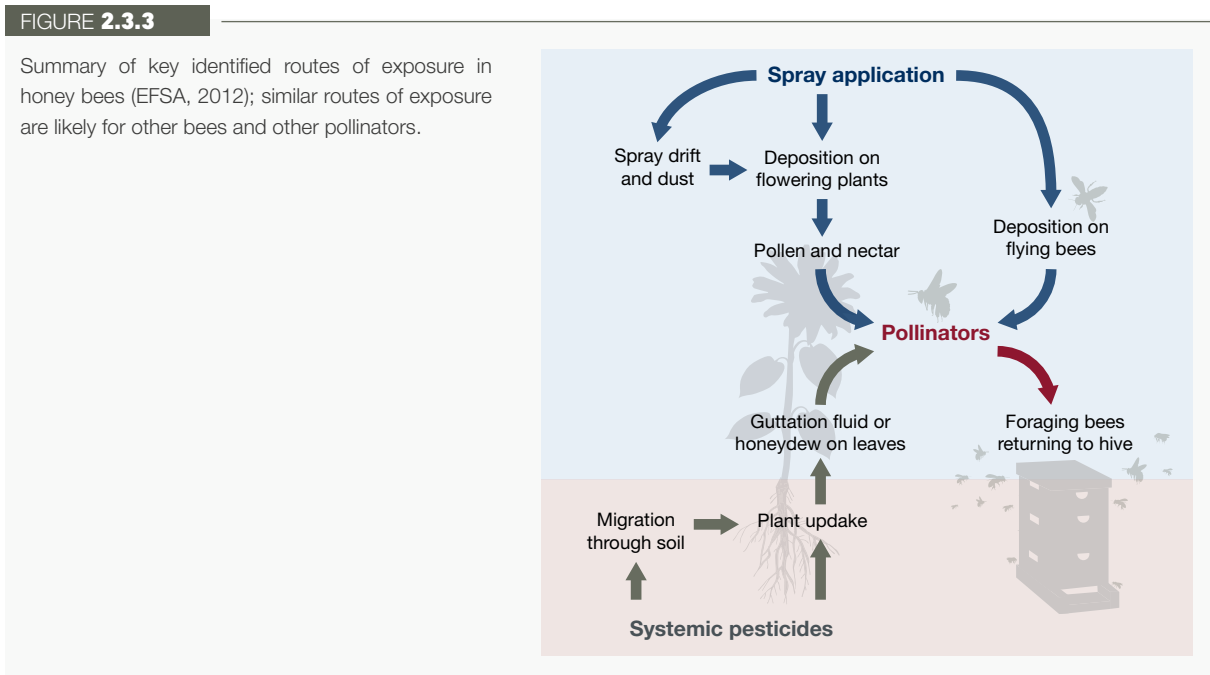 FIGURE 2.3.3
Summary of key identified routes of exposure in
honey bees (EFSA, 2012); similar routes of exposure
are likely for other bees and other pollinators.
Spray application
Spray drift
and dust
Deposition on
flowering plants
Pollen and nectar
Deposition on
flying bees
Pollinators
Guttation fluid or
honeydew on leaves
Foraging bees
returning to hive
Migration
through soil
Plant updake
Systemic pesticides